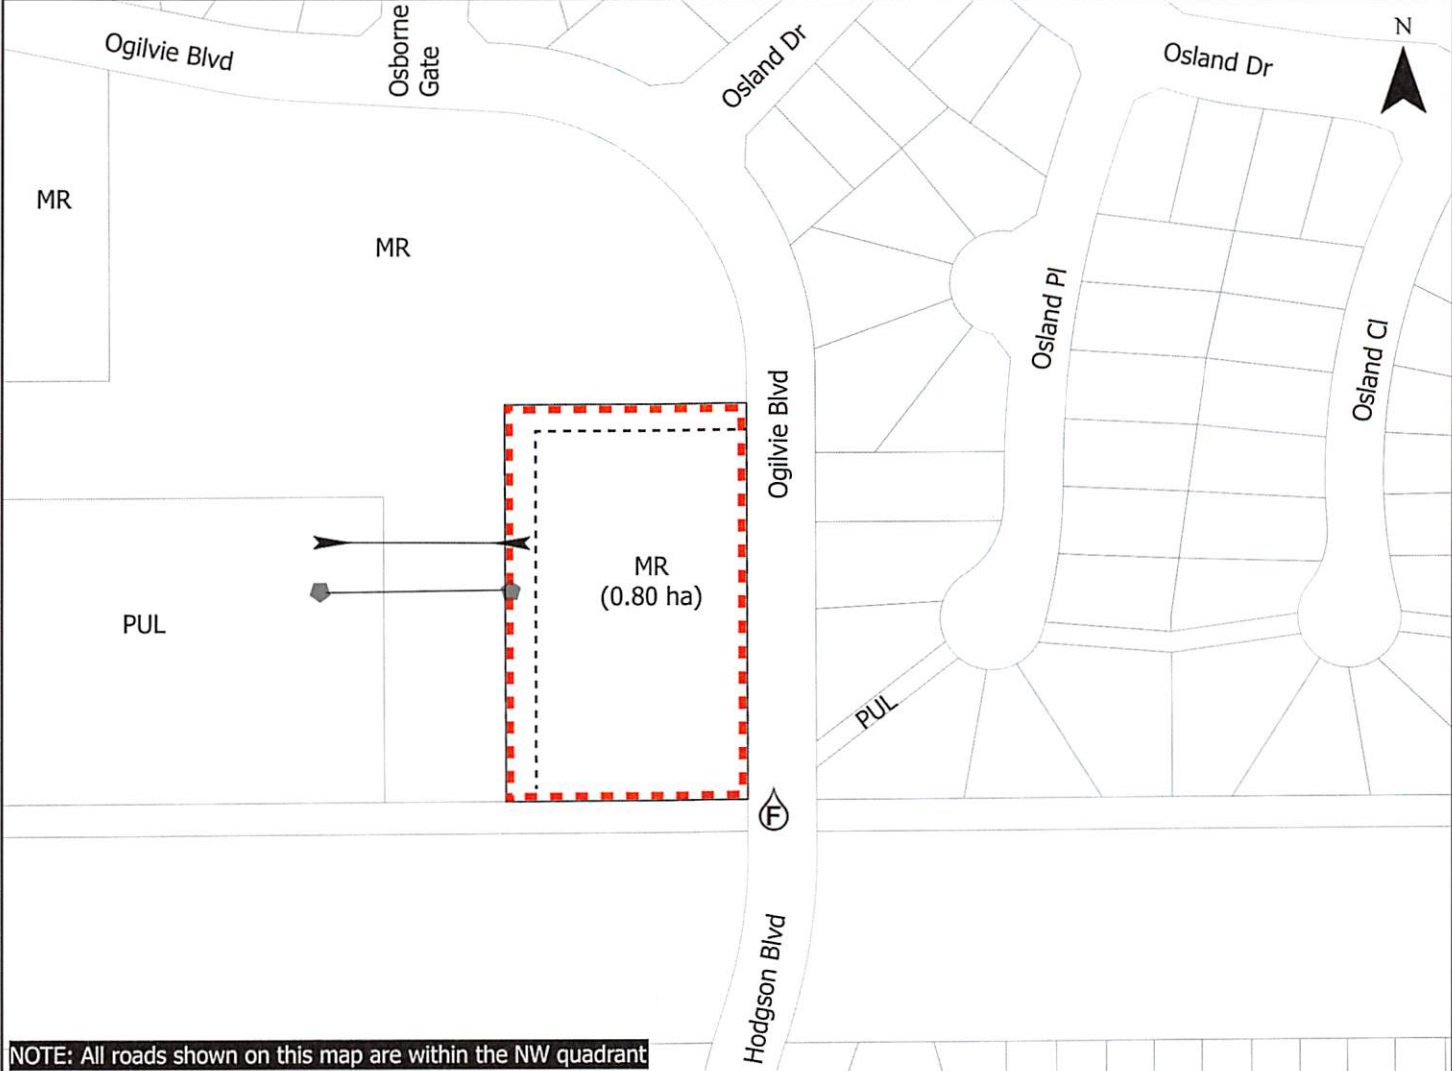 N
Ogilvie Blvd
Osborne
Gate
Osland Dr
Osland Dr
MR
MR
Osland Pl
Osland Cl
Ogilvie Blvd
MR
(0.80 ha)
PUL
PUL
F
Hodgson Blvd
NOTE: All roads shown on this map are within the NW quadrant